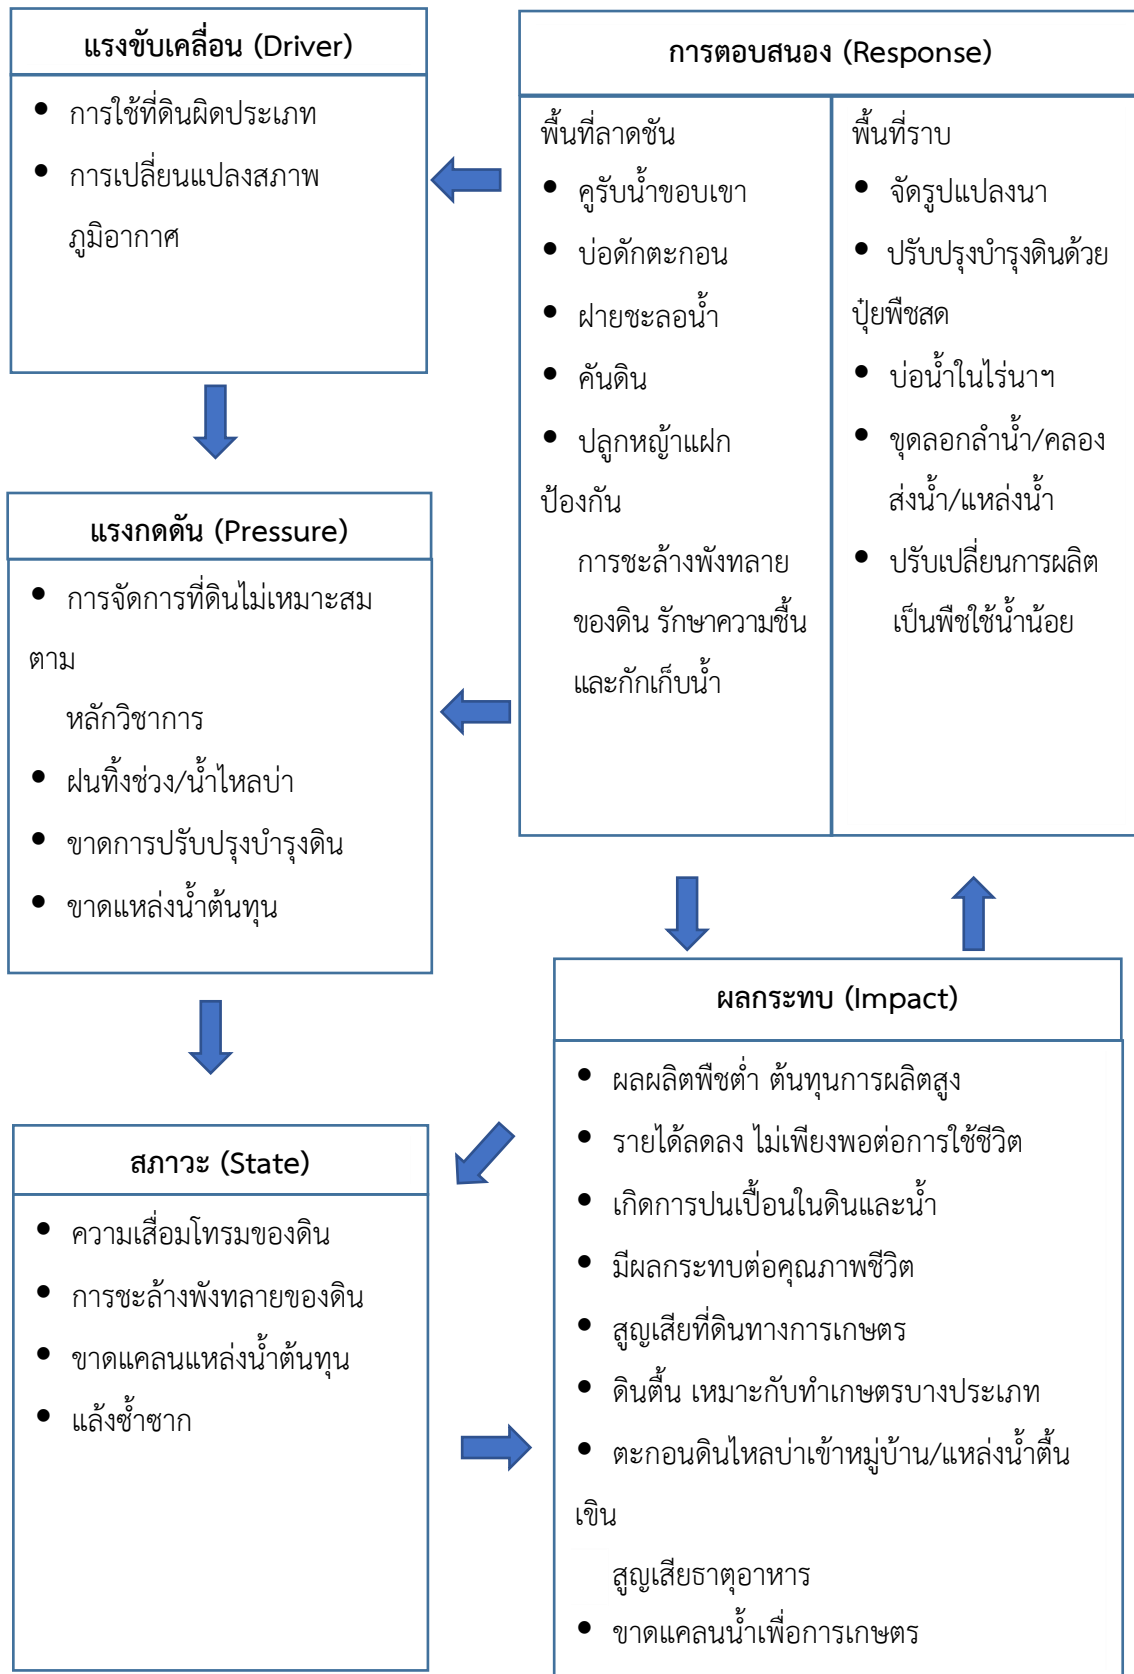 แรงขับเคลื่อน (Driver)
• การใช้ที่ดินผิดประเภท
• การเปลี่ยนแปลงสภาพ
ภูมิอากาศ
การตอบสนอง (Response)
พื้นที่ลาดชัน
• คูรับน้ำขอบเขา
• บ่อดักตะกอน
• ฝายชะลอน้ำ
• คันดิน
• ปลูกหญ้าแฝก
ป้องกัน
การชะล้างพังทลาย
ของดิน รักษาความชื้น
และกักเก็บน้ำ
พื้นที่ราบ
• จัดรูปแปลงนา
• ปรับปรุงบำรุงดินด้วย
ปุ๋ยพืชสด
• บ่อน้ำในไร่นาฯ
• ขุดลอกลำน้ำ/คลอง
ส่งน้ำ/แหล่งน้ำ
• ปรับเปลี่ยนการผลิต
เป็นพืชใช้น้ำน้อย
แรงกดดัน (Pressure)
• การจัดการที่ดินไม่เหมาะสม
ตาม
หลักวิชาการ
• ฝนทิ้งช่วง/น้ำไหลบ่า
• ขาดการปรับปรุงบำรุงดิน
• ขาดแหล่งน้ำต้นทุน
สภาวะ (State)
• ความเสื่อมโทรมของดิน
• การชะล้างพังทลายของดิน
• ขาดแคลนแหล่งน้ำต้นทุน
• แล้งซ้ำซาก
ผลกระทบ (Impact)
• ผลผลิตพืชต่ำ ต้นทุนการผลิตสูง
• รายได้ลดลง ไม่เพียงพอต่อการใช้ชีวิต
• เกิดการปนเปื้อนในดินและน้ำ
• มีผลกระทบต่อคุณภาพชีวิต
• สูญเสียที่ดินทางการเกษตร
• ดินตื้น เหมาะกับทำเกษตรบางประเภท
• ตะกอนดินไหลบ่าเข้าหมู่บ้าน/แหล่งน้ำตื้น
เขิน
สูญเสียธาตุอาหาร
• ขาดแคลนน้ำเพื่อการเกษตร